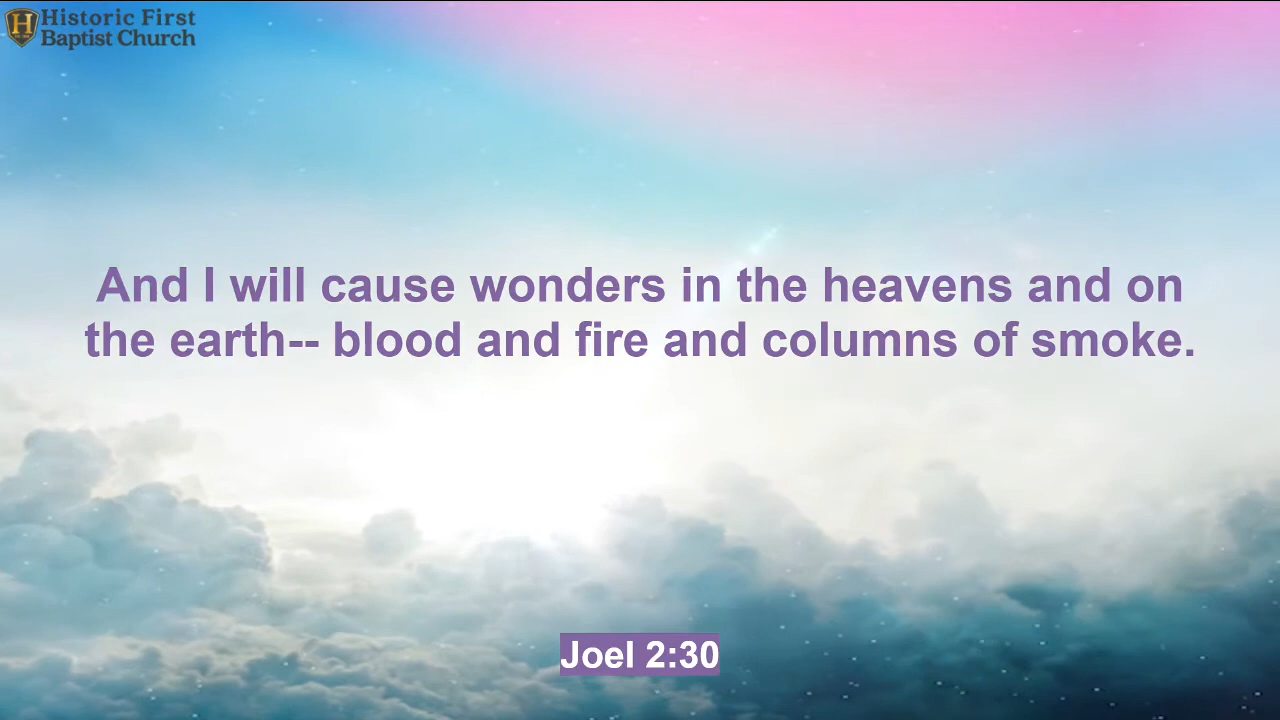 Historic First
Baptist Church
And I will cause wonders in the heavens and on
the earth-- blood and fire and columns of smoke.
Joel 2:30